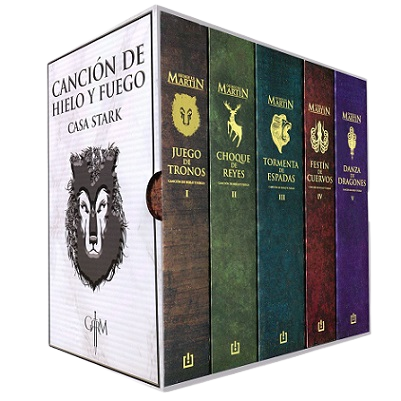 CANCIÓN DE
HIELO Y FUEGO
CASA STARK
GRRM
MARTIN
JUEGO
DE
TRONOS
I
MARTIN
CHOQUE
DE
REYES
II
MARTIN
TORMENTA
DE
ESPADAS
III
MARTIN
FESTÍN
DE
CUERVOS
IV
MARTIN
DANZA
DE
DRAGONES
V